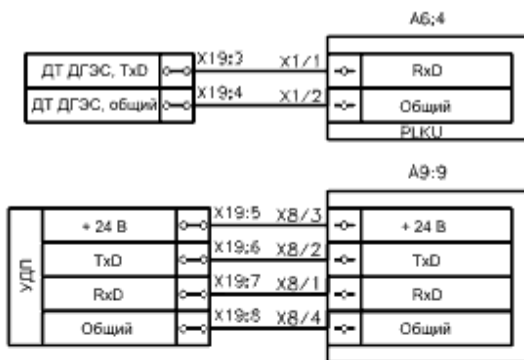 A6:4
ДТ ДГЭС, TxD X19:3 X1/1 RxD
ДТ ДГЭС, общий X19:4 X1/2 Общий
PLKU
A9:9
УДП
+ 24 В X19:5 X8/3 + 24 В
TxD X19:6 X8/2 TxD
RxD X19:7 X8/1 RxD
Общий X19:8 X8/4 Общий